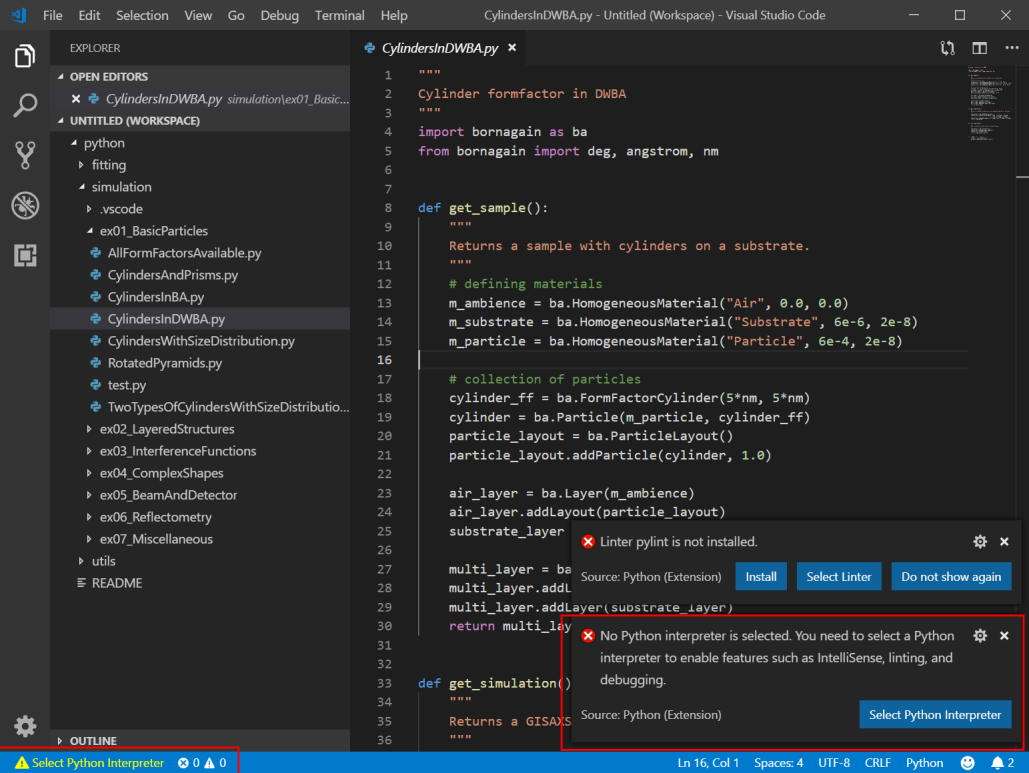 File Edit Selection View Go Debug Terminal Help CylindersInDWBA.py - Untitled (Workspace) - Visual Studio Code
EXPLORER
OPEN EDITORS
CylindersInDWBA.py simulation\ex01_Basic...
UNTITLED (WORKSPACE)
python
fitting
simulation
.vscode
ex01_BasicParticles
AllFormFactorsAvailable.py
CylindersAndPrisms.py
CylindersInBA.py
CylindersInDWBA.py
CylindersWithSizeDistribution.py
RotatedPyramids.py
test.py
TwoTypesOfCylindersWithSizeDistributio...
ex02_LayeredStructures
ex03_InterferenceFunctions
ex04_ComplexShapes
ex05_BeamAndDetector
ex06_Reflectometry
ex07_Miscellaneous
utils
README
OUTLINE
CylindersInDWBA.py
1 """
2 Cylinder formfactor in DWBA
3 """
4 import bornagain as ba
5 from bornagain import deg, angstrom, nm
6
7
8 def get_sample():
9 """
10 Returns a sample with cylinders on a substrate.
11 """
12 # defining materials
13 m_ambience = ba.HomogeneousMaterial("Air", 0.0, 0.0)
14 m_substrate = ba.HomogeneousMaterial("Substrate", 6e-6, 2e-8)
15 m_particle = ba.HomogeneousMaterial("Particle", 6e-4, 2e-8)
16
17 # collection of particles
18 cylinder_ff = ba.FormFactorCylinder(5*nm, 5*nm)
19 cylinder = ba.Particle(m_particle, cylinder_ff)
20 particle_layout = ba.ParticleLayout()
21 particle_layout.addParticle(cylinder, 1.0)
22
23 air_layer = ba.Layer(m_ambience)
24 air_layer.addLayout(particle_layout)
25 substrate_layer
26
27 multi_layer = ba
28 multi_layer.addL
29 multi_layer.addLayer(substrate_layer)
30 return multi_lay
31
32
33 def get_simulation()
34 """
35 Returns a GISAXS
36 """
Linter pylint is not installed.
Source: Python (Extension) Install Select Linter Do not show again
No Python interpreter is selected. You need to select a Python
interpreter to enable features such as IntelliSense, linting, and
debugging.
Source: Python (Extension) Select Python Interpreter
Select Python Interpreter 0 0 Ln 16, Col 1 Spaces: 4 UTF-8 CRLF Python 2